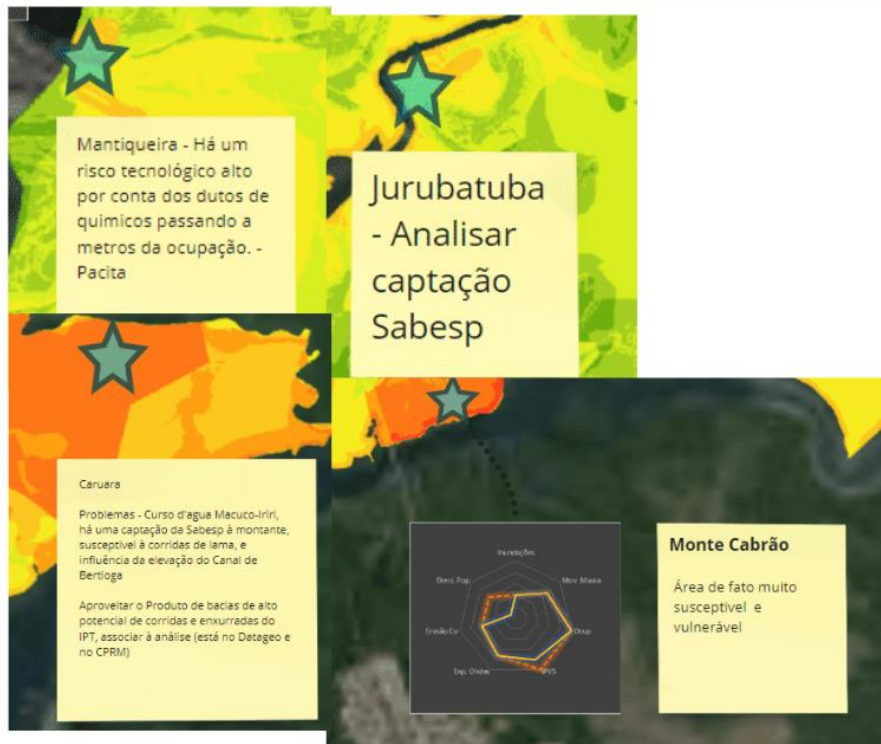 Mantiqueira - Há um
risco tecnológico alto
por conta dos dutos de
quimicos passando a
metros da ocupação. -
Pacita
Jurubatuba
- Analisar
captação
Sabesp
Caruara
Problemas - Curso d'agua Macuco-Iriri,
há uma captação da Sabesp à montante,
susceptivel à corridas de lama, e
influência da elevação do Canal de
Bertioga
Aproveitar o Produto de bacias de alto
potencial de corridas e enxurradas do
IPT, associar à análise (está no Datageo e
no CPRM)
Inundações
Dens. Pop.
Mov. Massa
Erosão Co
Ocup
Exp. Ondas
IPVS
Monte Cabrão
Área de fato muito
susceptivel e
vulnerável